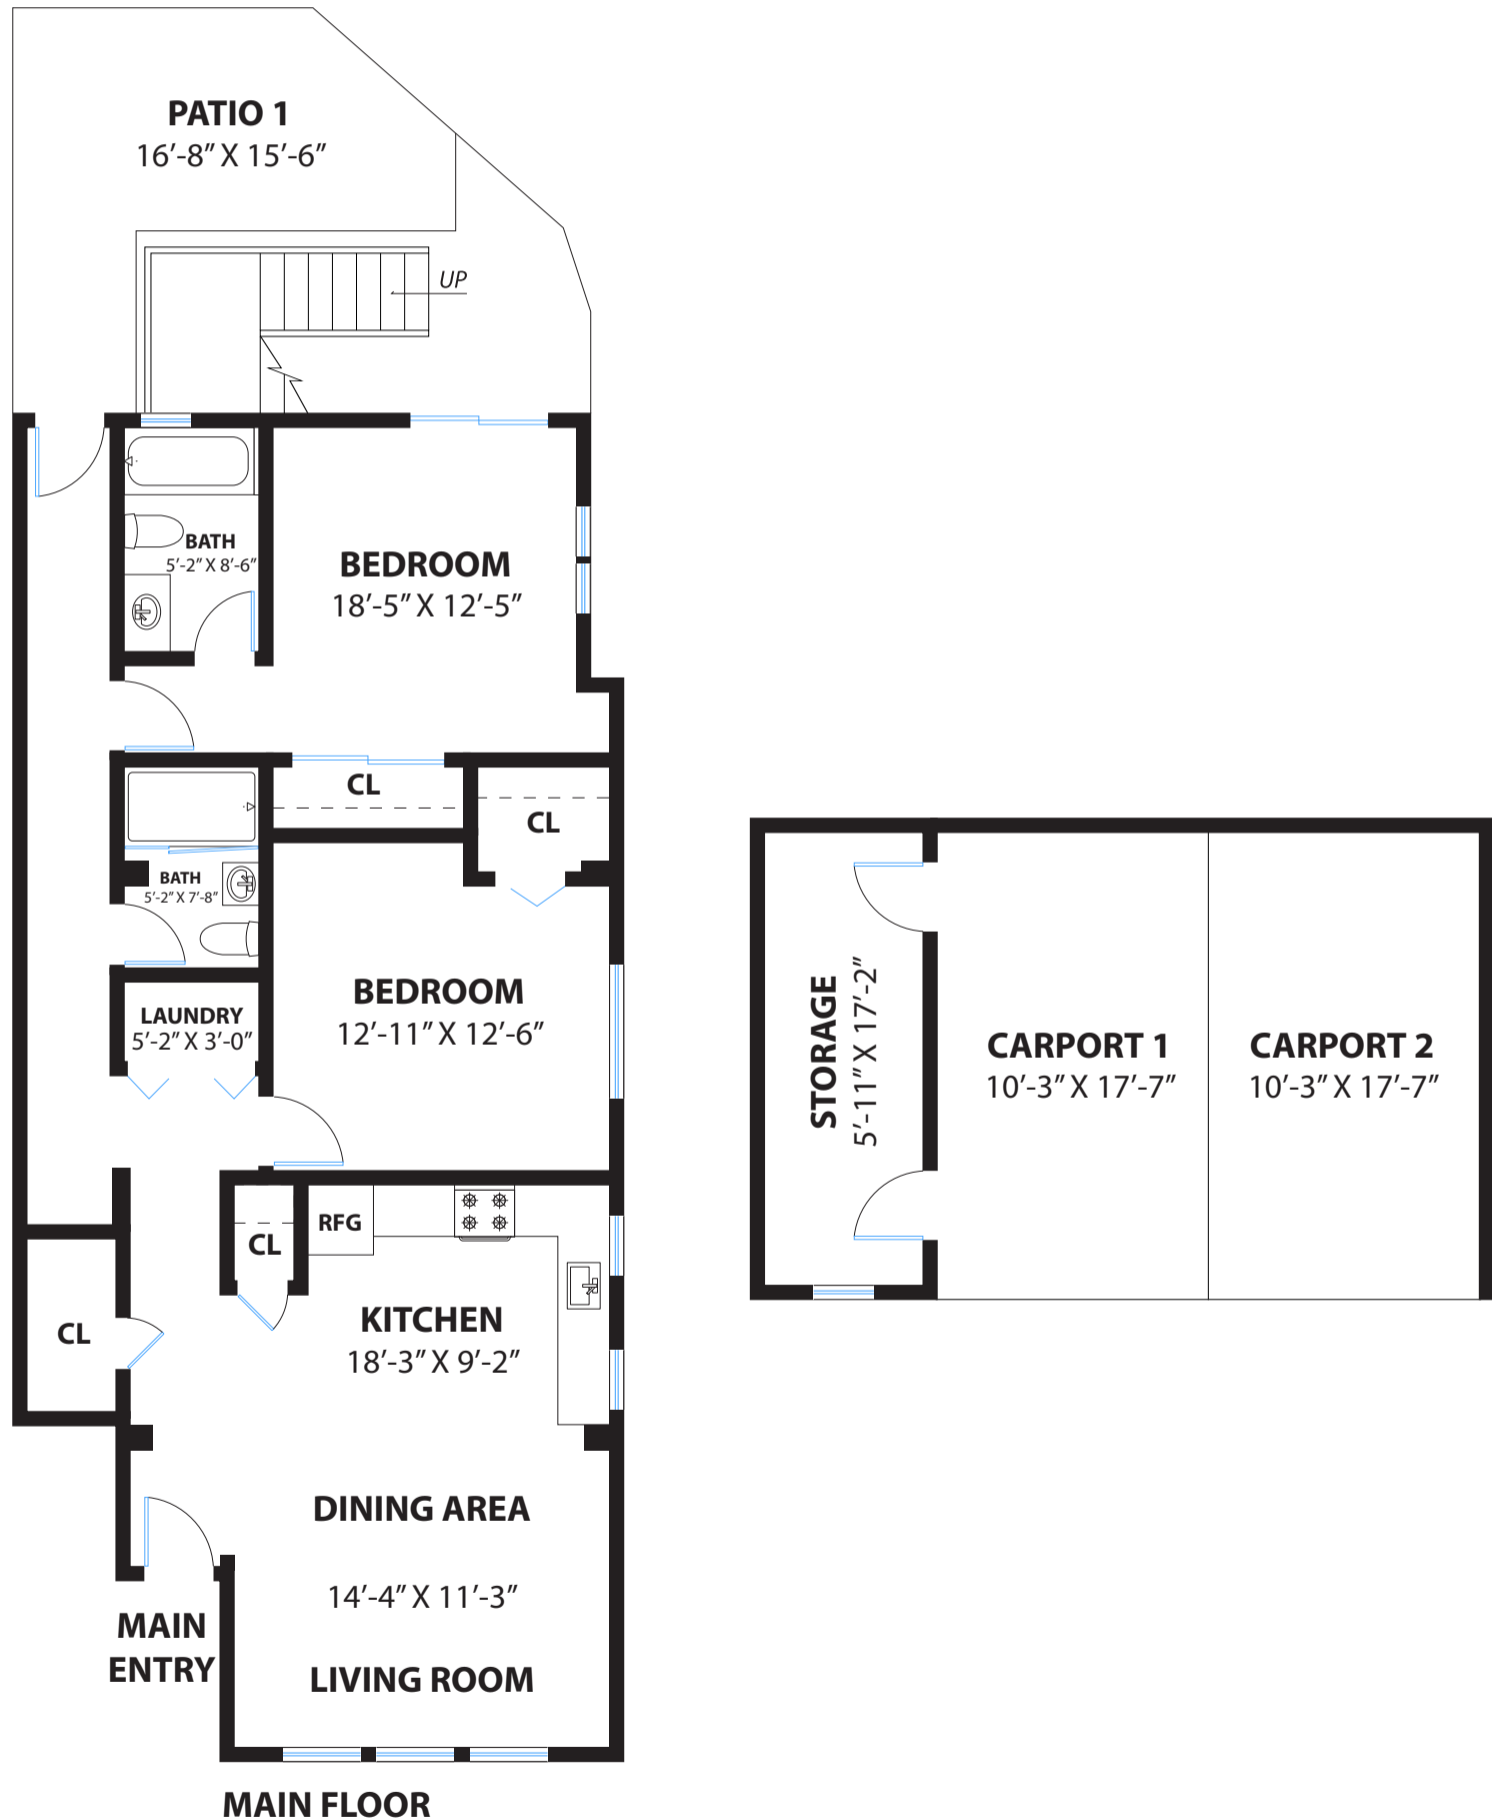 PATIO 1
16′-8″ X 15′-6″
UP
BATH
5′-2″ X 8′-6″
BEDROOM
18′-5″ X 12′-5″
CL
CL
BATH
5′-2″ X 7′-8″
BEDROOM
12′-11″ X 12′-6″
LAUNDRY
5′-2″ X 3′-0″
RFG
CL
CL
KITCHEN
18′-3″ X 9′-2″
DINING AREA
14′-4″ X 11′-3″
LIVING ROOM
MAIN
ENTRY
MAIN FLOOR
STORAGE
5′-11″ X 17′-2″
CARPORT 1
10′-3″ X 17′-7″
CARPORT 2
10′-3″ X 17′-7″